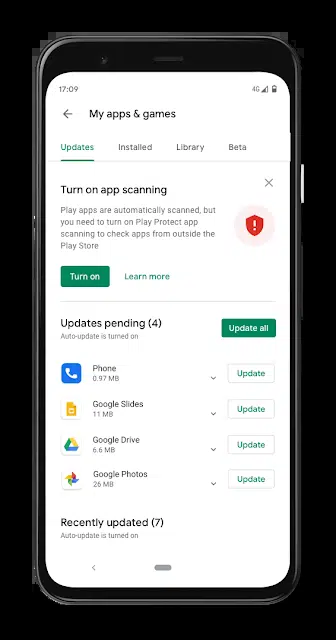 17:09
4G
My apps & games
Updates Installed Library Beta
Turn on app scanning
Play apps are automatically scanned, but
you need to turn on Play Protect app
scanning to check apps from outside the
Play Store
Turn on Learn more
Updates pending (4)
Auto-update is turned on
Update all
Phone
0.97 MB
Update
Google Slides
11 MB
Update
Google Drive
6.6 MB
Update
Google Photos
26 MB
Update
Recently updated (7)
Auto-update is turned on